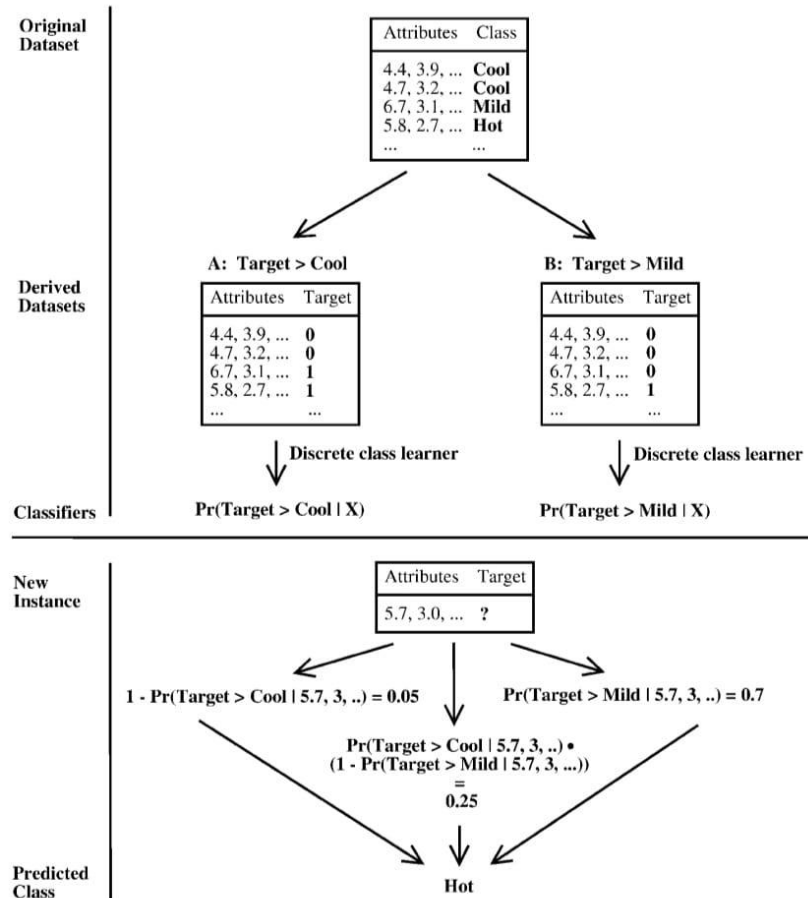 Original
Dataset
Attributes Class
4.4, 3.9, ... Cool
4.7, 3.2, ... Cool
6.7, 3.1, ... Mild
5.8, 2.7, ... Hot
... ...
Derived
Datasets
A: Target > Cool
Attributes Target
4.4, 3.9, ... 0
4.7, 3.2, ... 0
6.7, 3.1, ... 1
5.8, 2.7, ... 1
... ...
B: Target > Mild
Attributes Target
4.4, 3.9, ... 0
4.7, 3.2, ... 0
6.7, 3.1, ... 0
5.8, 2.7, ... 1
... ...
Discrete class learner
Discrete class learner
Classifiers
Pr(Target > Cool | X)
Pr(Target > Mild | X)
New
Instance
Attributes Target
5.7, 3.0, ... ?
1 - Pr(Target > Cool | 5.7, 3, ..) = 0.05
Pr(Target > Mild | 5.7, 3, ..) = 0.7
Pr(Target > Cool | 5.7, 3, ..) •
(1 - Pr(Target > Mild | 5.7, 3, ...))
=
0.25
Predicted
Class
Hot